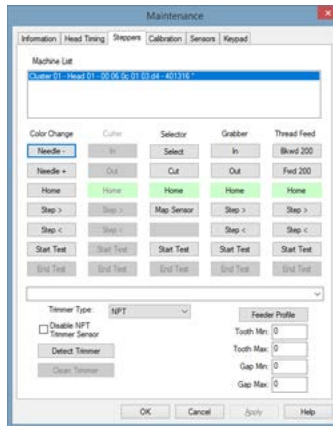 Maintenance
Information Head Timing Steppers Calibration Sensors Keypad
Machine List
Cluster 01 - Head 01 - 00 06 0c 01 03 d4 - 401316 *
Color Change Cutter Selector Grabber Thread Feed
Needle - In Select In Bkwd 200
Needle + Out Cut Out Fwd 200
Home Home Home Home Home
Step > Step > Map Sensor Step > Step >
Step < Step < Step < Step <
Start Test Start Test Start Test Start Test Start Test
End Test End Test End Test End Test End Test
Trimmer Type: NPT Feeder Profile
Disable NPT
Trimmer Sensor
Tooth Min: 0
Detect Trimmer Tooth Max: 0
Clean Trimmer Gap Min: 0
Gap Max: 0
OK Cancel Apply Help